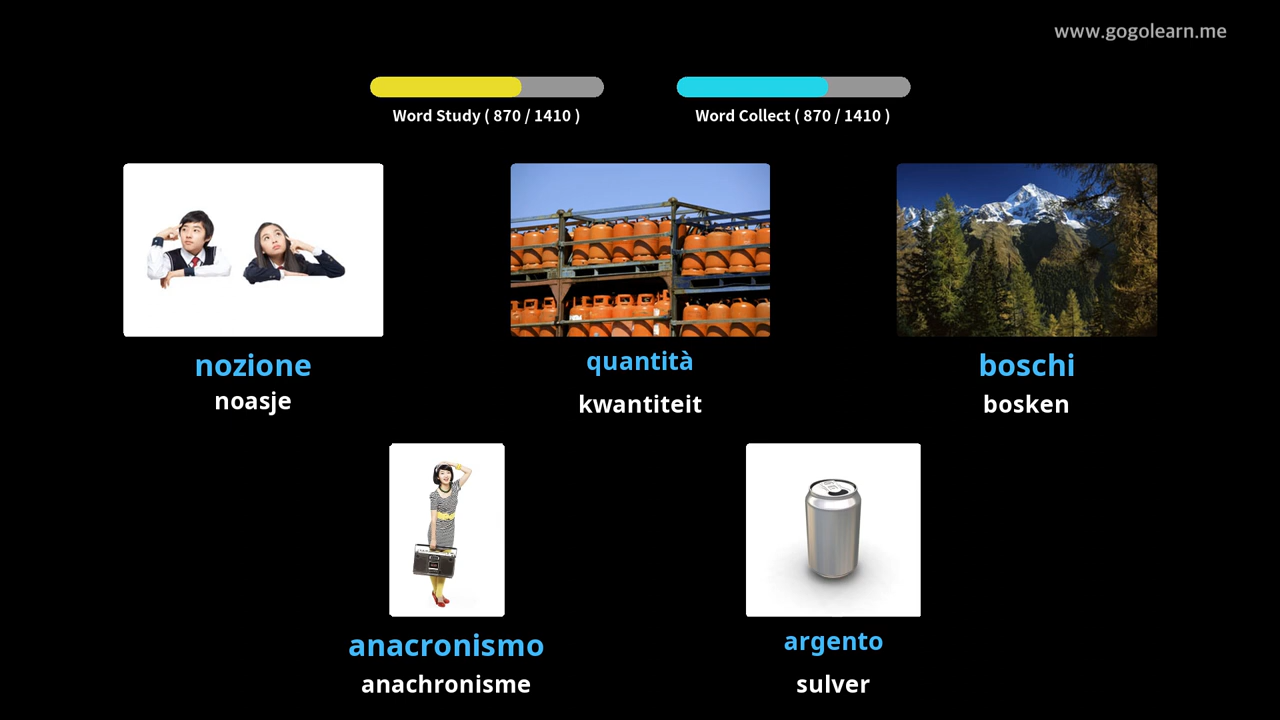 www.gogolearn.me
Word Study ( 870 / 1410 )
Word Collect ( 870 / 1410 )
nozione
noasje
quantità
kwantiteit
boschi
bosken
anacronismo
anachronisme
argento
sulver